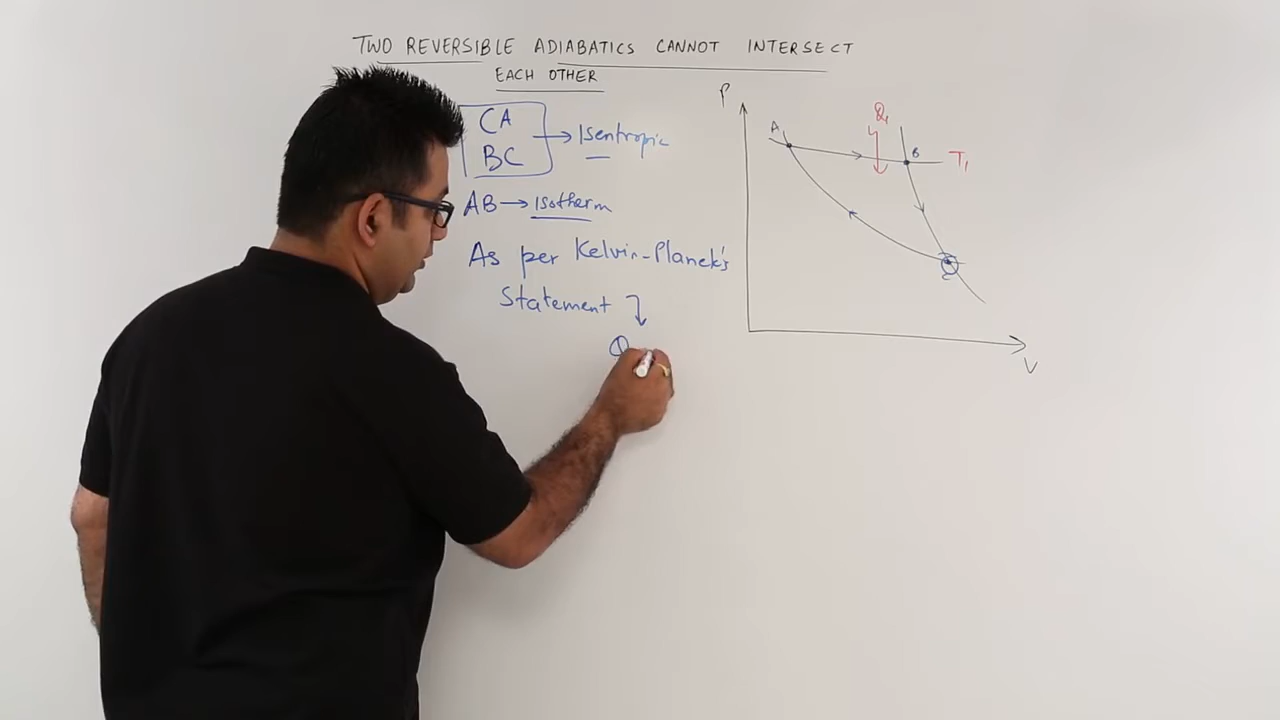 TWO REVERSIBLE ADIABATICS CANNOT INTERSECT
EACH OTHER
CA
BC
→ Isentropic
AB → Isotherm
As per Kelvin-Planck's
Statement
Q
P
A
Q₁
B
T₁
C
V